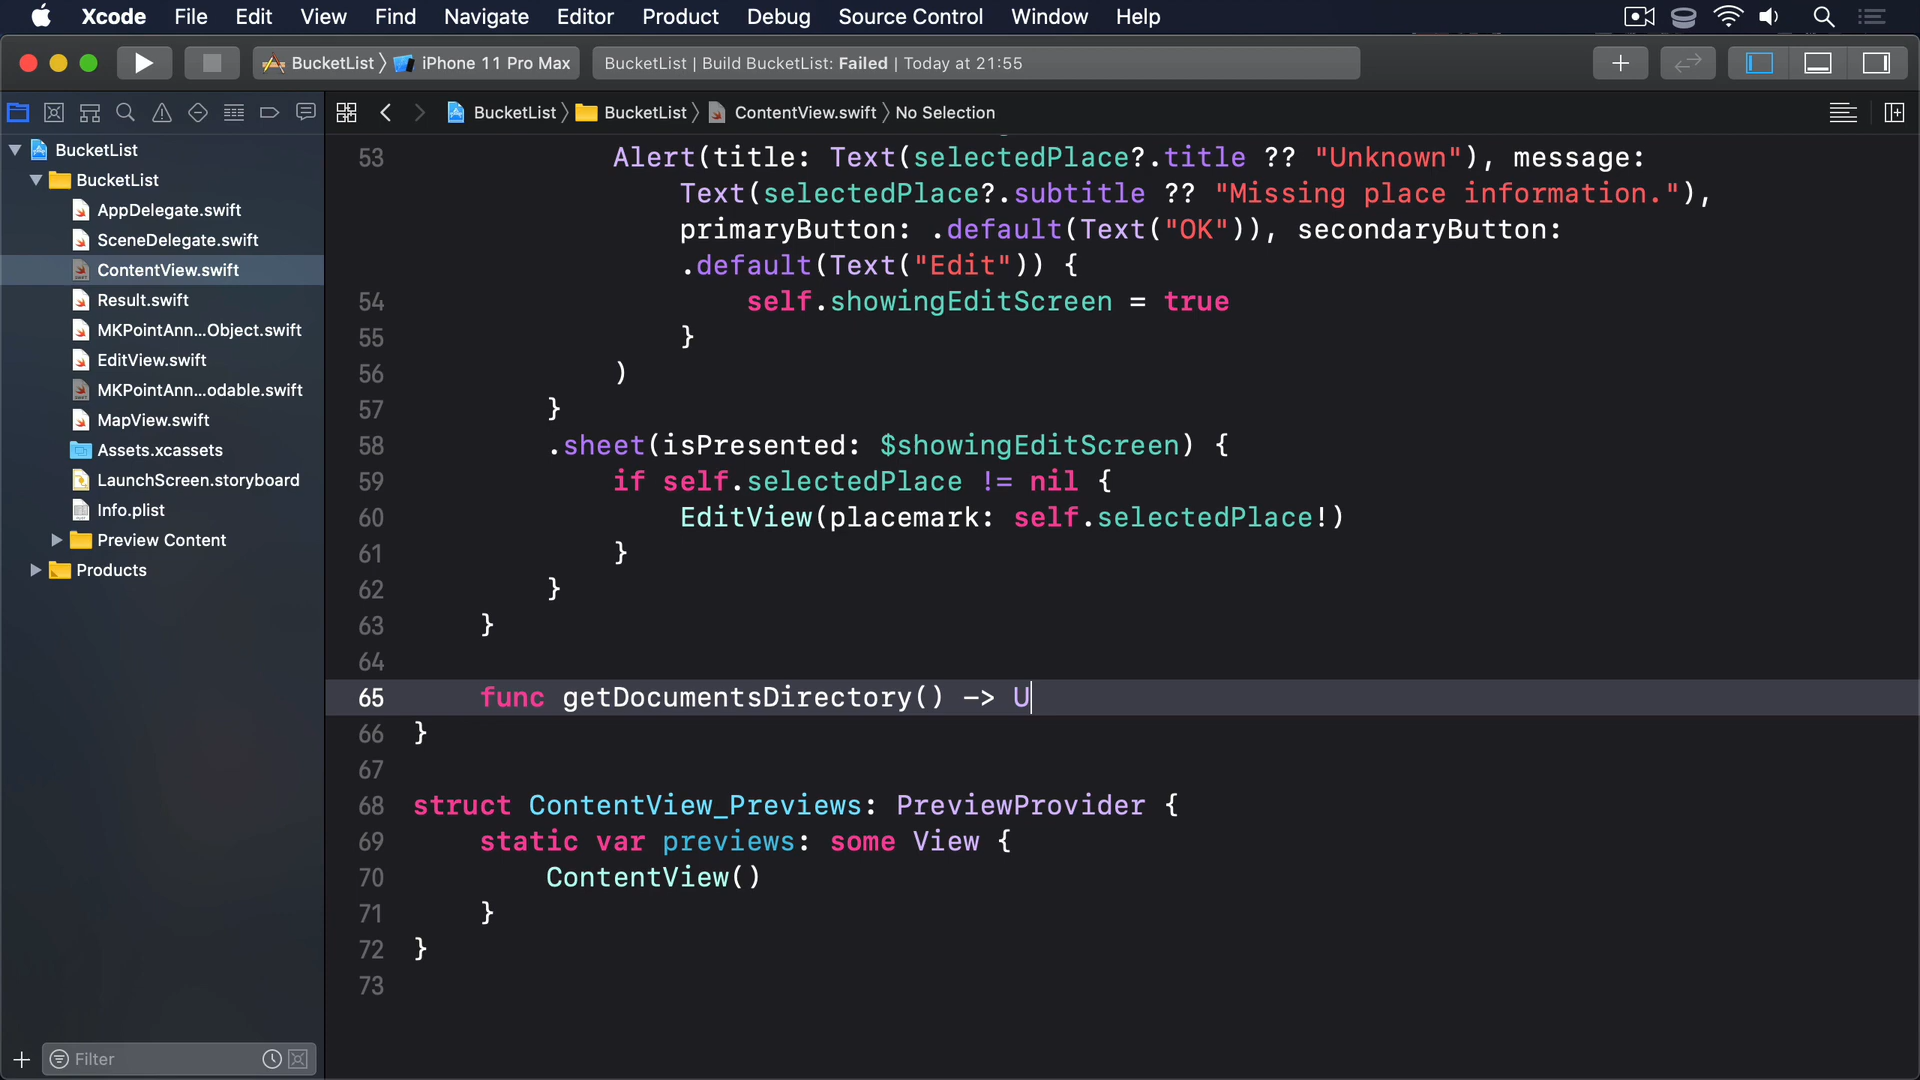 Xcode File Edit View Find Navigate Editor Product Debug Source Control Window Help
BucketList iPhone 11 Pro Max BucketList | Build BucketList: Failed | Today at 21:55
BucketList BucketList ContentView.swift No Selection
BucketList
BucketList
AppDelegate.swift
SceneDelegate.swift
ContentView.swift
Result.swift
MKPointAnn...Object.swift
EditView.swift
MKPointAnn...odable.swift
MapView.swift
Assets.xcassets
LaunchScreen.storyboard
Info.plist
Preview Content
Products
Filter
53 Alert(title: Text(selectedPlace?.title ?? "Unknown"), message:
Text(selectedPlace?.subtitle ?? "Missing place information."),
primaryButton: .default(Text("OK")), secondaryButton:
.default(Text("Edit")) {
54 self.showingEditScreen = true
55 }
56 )
57 }
58 .sheet(isPresented: $showingEditScreen) {
59 if self.selectedPlace != nil {
60 EditView(placemark: self.selectedPlace!)
61 }
62 }
63 }
64
65 func getDocumentsDirectory() -> U
66 }
67
68 struct ContentView_Previews: PreviewProvider {
69 static var previews: some View {
70 ContentView()
71 }
72 }
73